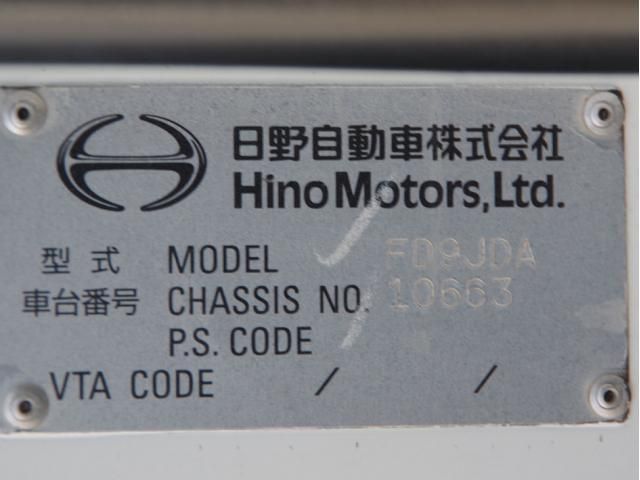 日野自動車株式会社
Hino Motors, Ltd.
型式 MODEL FD9JDA
車台番号 CHASSIS NO. 10663
P.S. CODE
VTA CODE / /